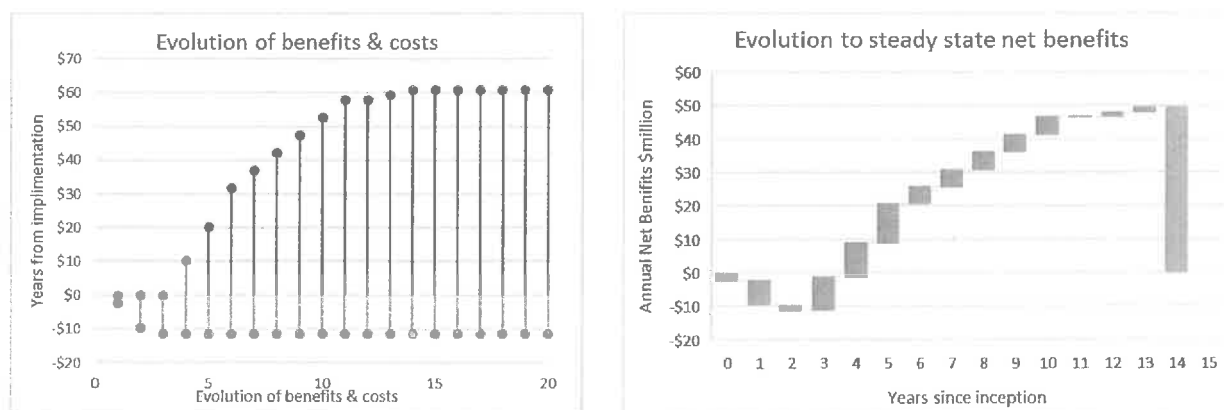 Evolution of benefits & costs
$70
$60
$50
$40
$30
$20
$10
$0
-$10
-$20
Years from implimentation
0 5 10 15 20
Evolution of benefits & costs
Evolution to steady state net benefits
$60
$50
$40
$30
$20
$10
$0
-$10
-$20
Annual Net Benifits $million
0 1 2 3 4 5 6 7 8 9 10 11 12 13 14 15
Years since inception